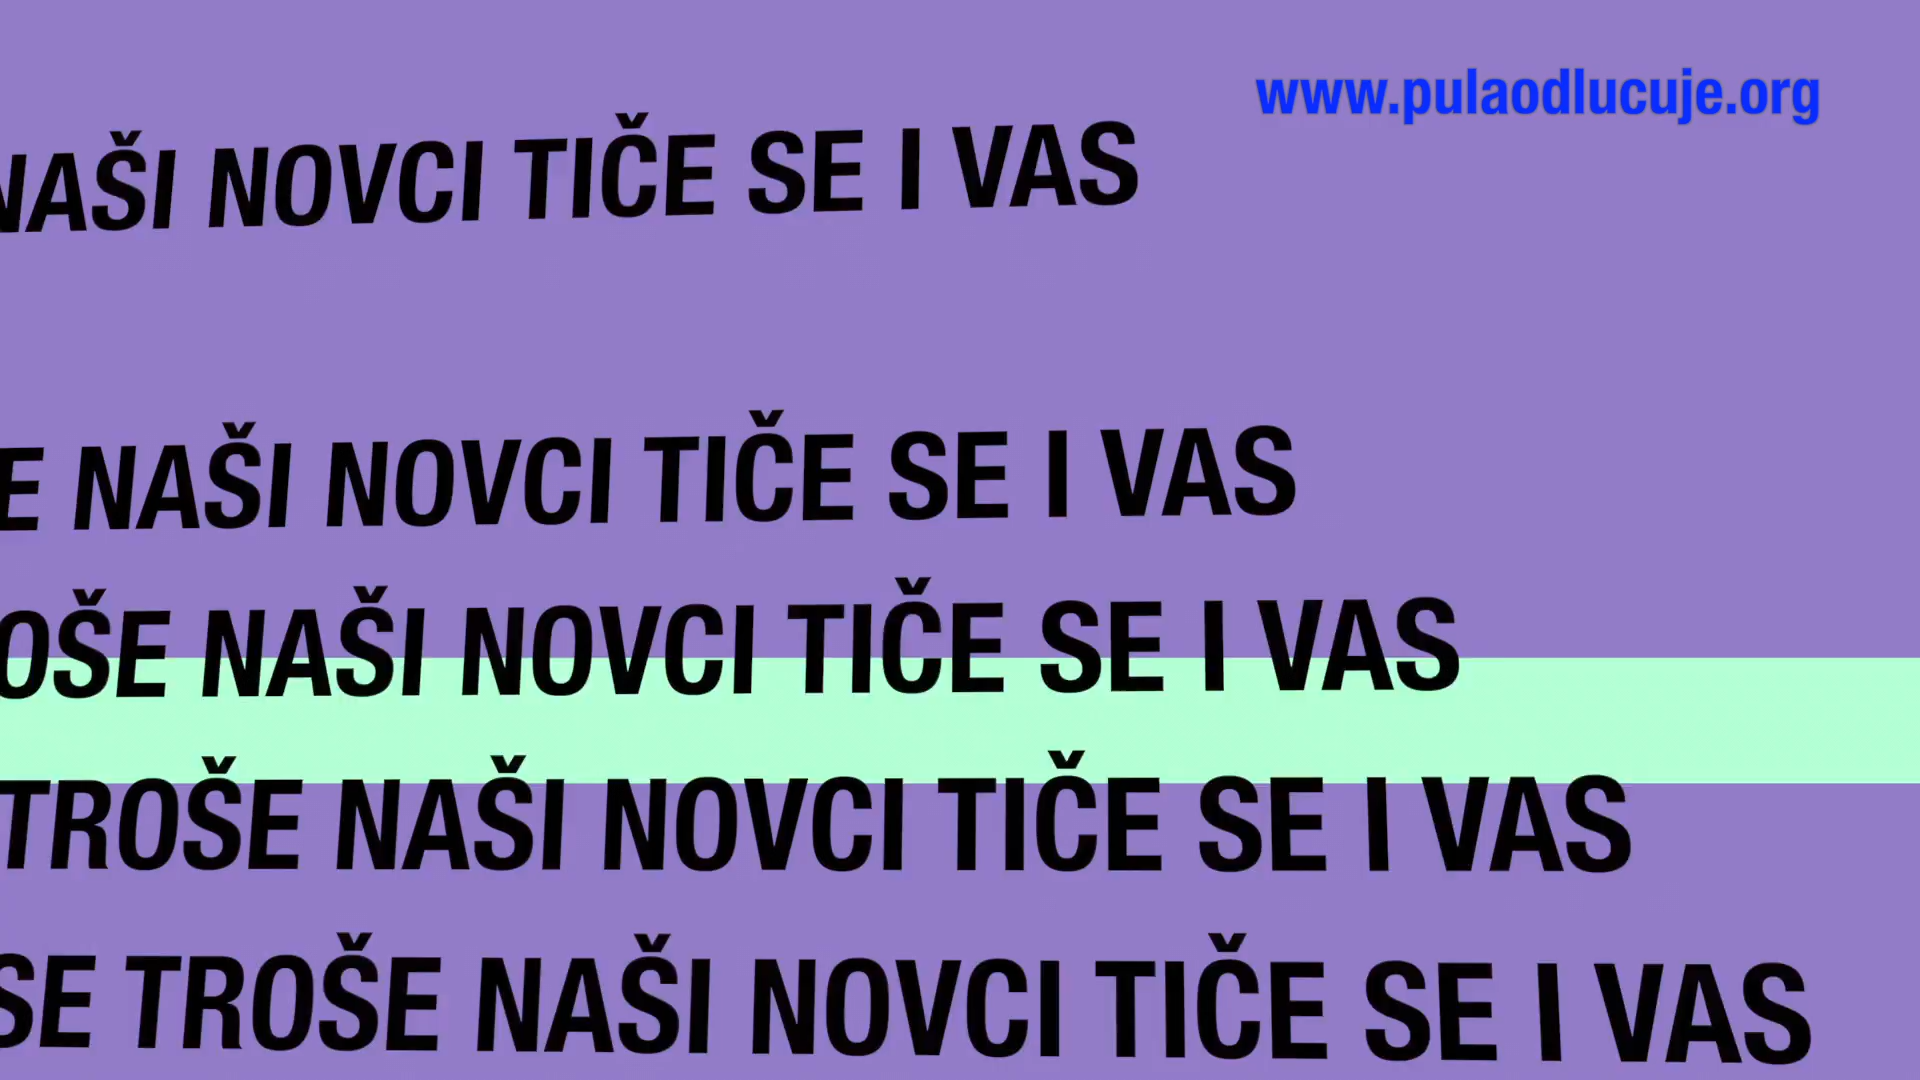 www.pulaodlucuje.org
NAŠI NOVCI TIČE SE I VAS
E NAŠI NOVCI TIČE SE I VAS
OŠE NAŠI NOVCI TIČE SE I VAS
TROŠE NAŠI NOVCI TIČE SE I VAS
SE TROŠE NAŠI NOVCI TIČE SE I VAS